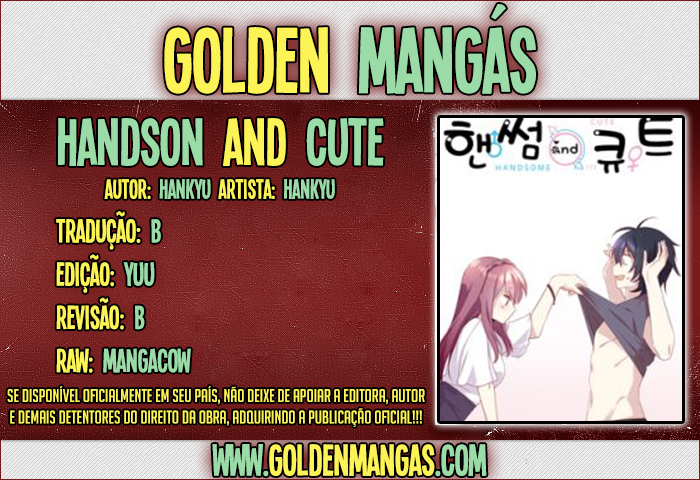 GOLDEN MANGÁS
HANDSON AND CUTE
AUTOR: HANKYU ARTISTA: HANKYU
TRADUÇÃO: B
EDIÇÃO: YUU
REVISÃO: B
RAW: MANGACOW
SE DISPONÍVEL OFICIALMENTE EM SEU PAÍS, NÃO DEIXE DE APOIAR A EDITORA, AUTOR
E DEMAIS DETENTORES DO DIREITO DA OBRA, ADQUIRINDO A PUBLICAÇÃO OFICIAL!!!
CUTE
핸썸 and 큐트
HANDSOME
WWW.GOLDENMANGAS.COM